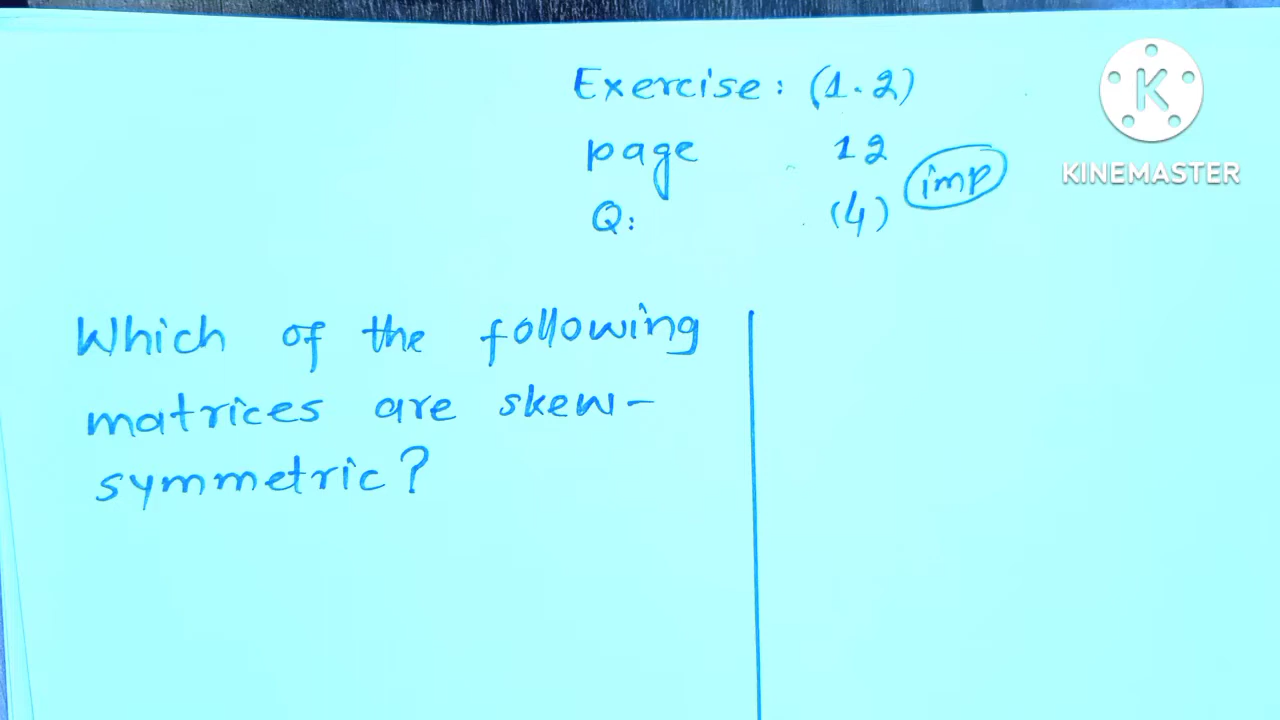 Exercise: (1.2)
page 12
imp
Q: (4)
K
KINEMASTER
Which of the following
matrices are skew-
symmetric?